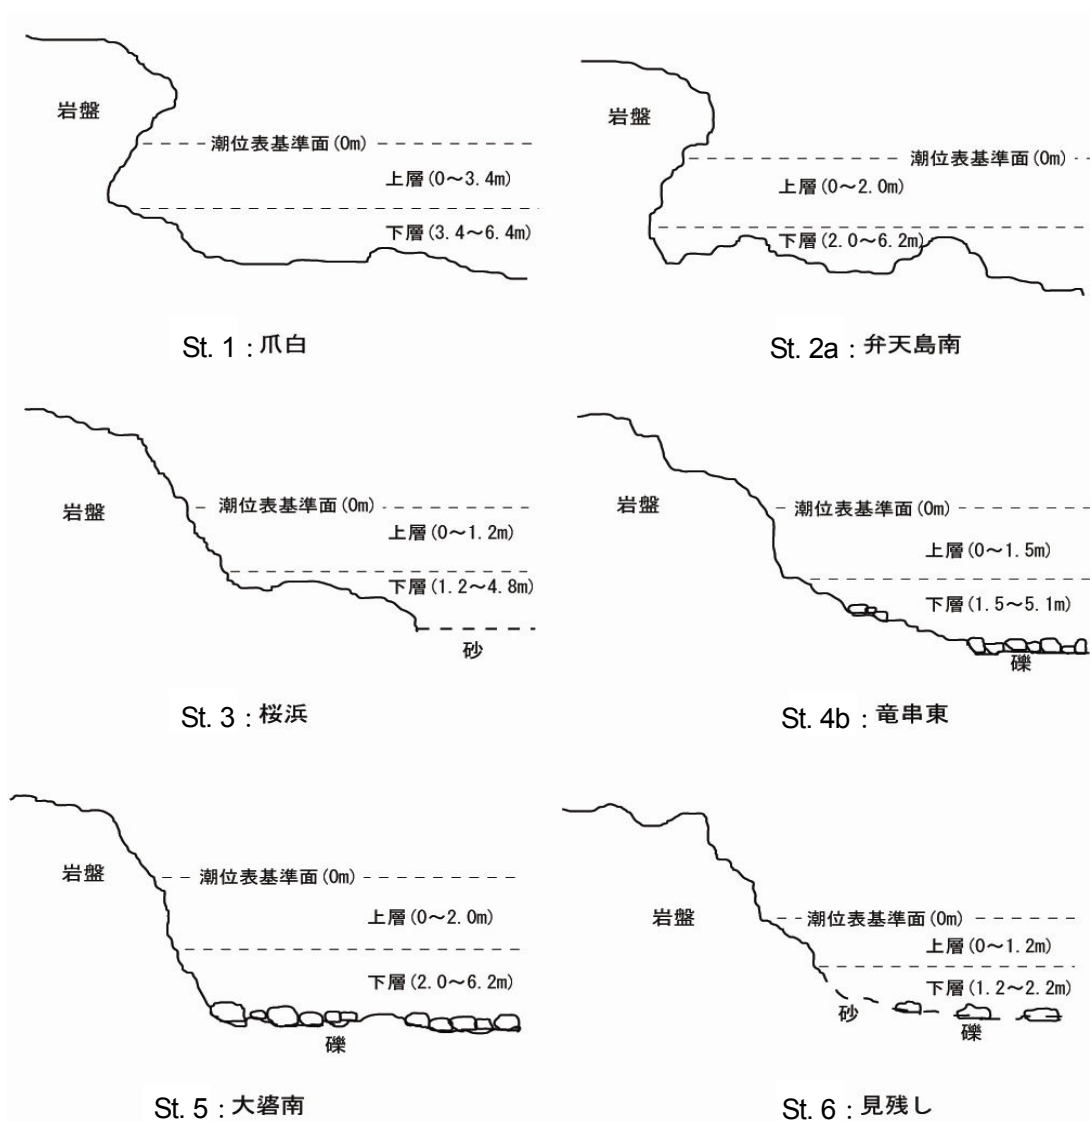 岩盤
潮位表基準面(0m)
上層(0～3.4m)
下層(3.4～6.4m)
St. 1：爪白
岩盤
潮位表基準面(0m)
上層(0～2.0m)
下層(2.0～6.2m)
St. 2a：弁天島南
岩盤
潮位表基準面(0m)
上層(0～1.2m)
下層(1.2～4.8m)
砂
St. 3：桜浜
岩盤
潮位表基準面(0m)
上層(0～1.5m)
下層(1.5～5.1m)
礫
St. 4b：竜串東
岩盤
潮位表基準面(0m)
上層(0～2.0m)
下層(2.0～6.2m)
礫
St. 5：大碆南
岩盤
潮位表基準面(0m)
上層(0～1.2m)
下層(1.2～2.2m)
砂
礫
St. 6：見残し